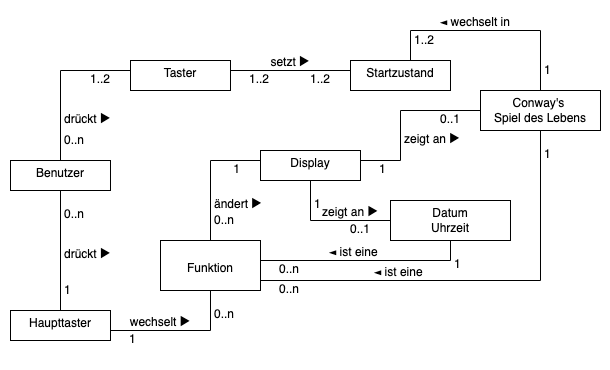 ◄ wechselt in
1..2
setzt ►
Taster
Startzustand
1..2
1..2
1..2
1
Conway's
Spiel des Lebens
drückt ►
0..1
0..n
zeigt an ►
1
Display
1
1
Benutzer
ändert ►
1
zeigt an ►
Datum
Uhrzeit
0..n
0..n
0..1
drückt ►
◄ ist eine
1
Funktion
0..n
◄ ist eine
1
0..n
Haupttaster
wechselt ►
0..n
1